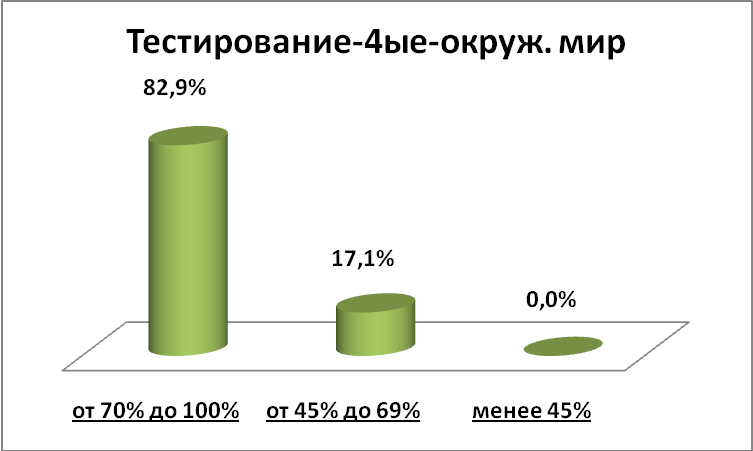 Тестирование-4ые-окруж. мир
82,9%
17,1%
0,0%
от 70% до 100%
от 45% до 69%
менее 45%